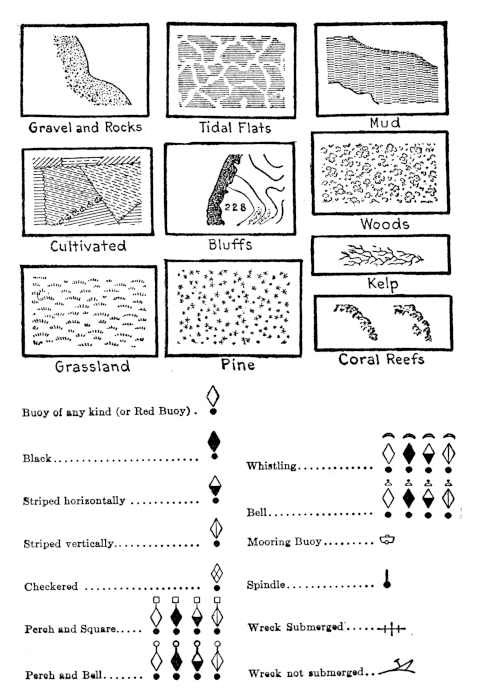 Gravel and Rocks
Tidal Flats
Mud
Cultivated
228
Bluffs
Woods
Kelp
Grassland
Pine
Coral Reefs
Buoy of any kind (or Red Buoy) .
Black........................
Striped horizontally ............
Striped vertically..............
Checkered ....................
Perch and Square.....
Perch and Ball.....
Whistling.............
Bell.................
Mooring Buoy........
Spindle..............
Wreck Submerged.....
Wreck not submerged..